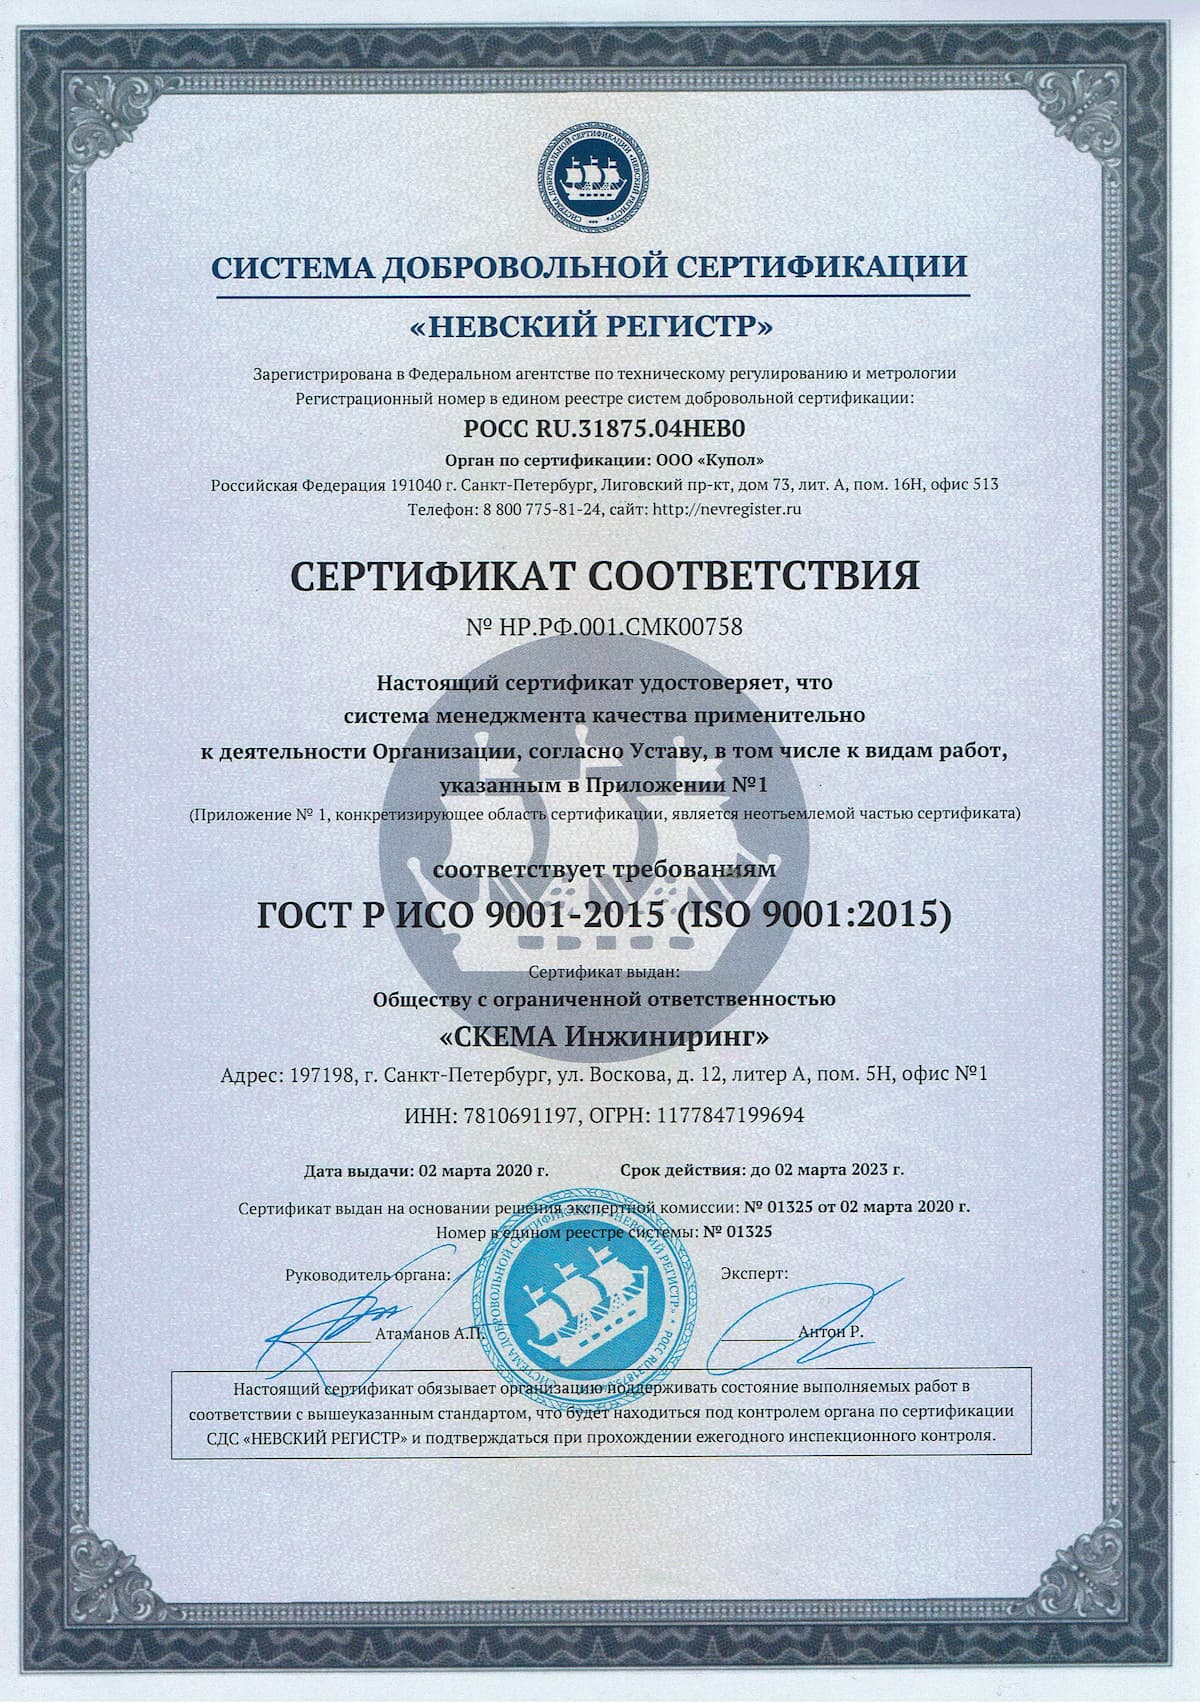 СИСТЕМА ДОБРОВОЛЬНОЙ СЕРТИФИКАЦИИ «НЕВСКИЙ РЕГИСТР»
СИСТЕМА ДОБРОВОЛЬНОЙ СЕРТИФИКАЦИИ
«НЕВСКИЙ РЕГИСТР»
Зарегистрирована в Федеральном агентстве по техническому регулированию и метрологии
Регистрационный номер в едином реестре систем добровольной сертификации:
РОСС RU.31875.04НЕВ0
Орган по сертификации: ООО «Купол»
Российская Федерация 191040 г. Санкт-Петербург, Лиговский пр-кт, дом 73, лит. А, пом. 16Н, офис 513
Телефон: 8 800 775-81-24, сайт: http://nevregister.ru
СЕРТИФИКАТ СООТВЕТСТВИЯ
№ НР.РФ.001.СМК00758
Настоящий сертификат удостоверяет, что
система менеджмента качества применительно
к деятельности Организации, согласно Уставу, в том числе к видам работ,
указанным в Приложении №1
(Приложение № 1, конкретизирующее область сертификации, является неотъемлемой частью сертификата)
соответствует требованиям
ГОСТ Р ИСО 9001-2015 (ISO 9001:2015)
Сертификат выдан:
Обществу с ограниченной ответственностью
«СКЕМА Инжиниринг»
Адрес: 197198, г. Санкт-Петербург, ул. Воскова, д. 12, литер А, пом. 5Н, офис №1
ИНН: 7810691197, ОГРН: 1177847199694
Дата выдачи: 02 марта 2020 г. Срок действия: до 02 марта 2023 г.
Сертификат выдан на основании решения экспертной комиссии: № 01325 от 02 марта 2020 г.
Номер в едином реестре системы: № 01325
Руководитель органа: Эксперт:
Атаманов А.П. Антон Р.
СИСТЕМА ДОБРОВОЛЬНОЙ СЕРТИФИКАЦИИ «НЕВСКИЙ РЕГИСТР» • РОСС RU.31875
Настоящий сертификат обязывает организацию поддерживать состояние выполняемых работ в
соответствии с вышеуказанным стандартом, что будет находиться под контролем органа по сертификации
СДС «НЕВСКИЙ РЕГИСТР» и подтверждаться при прохождении ежегодного инспекционного контроля.